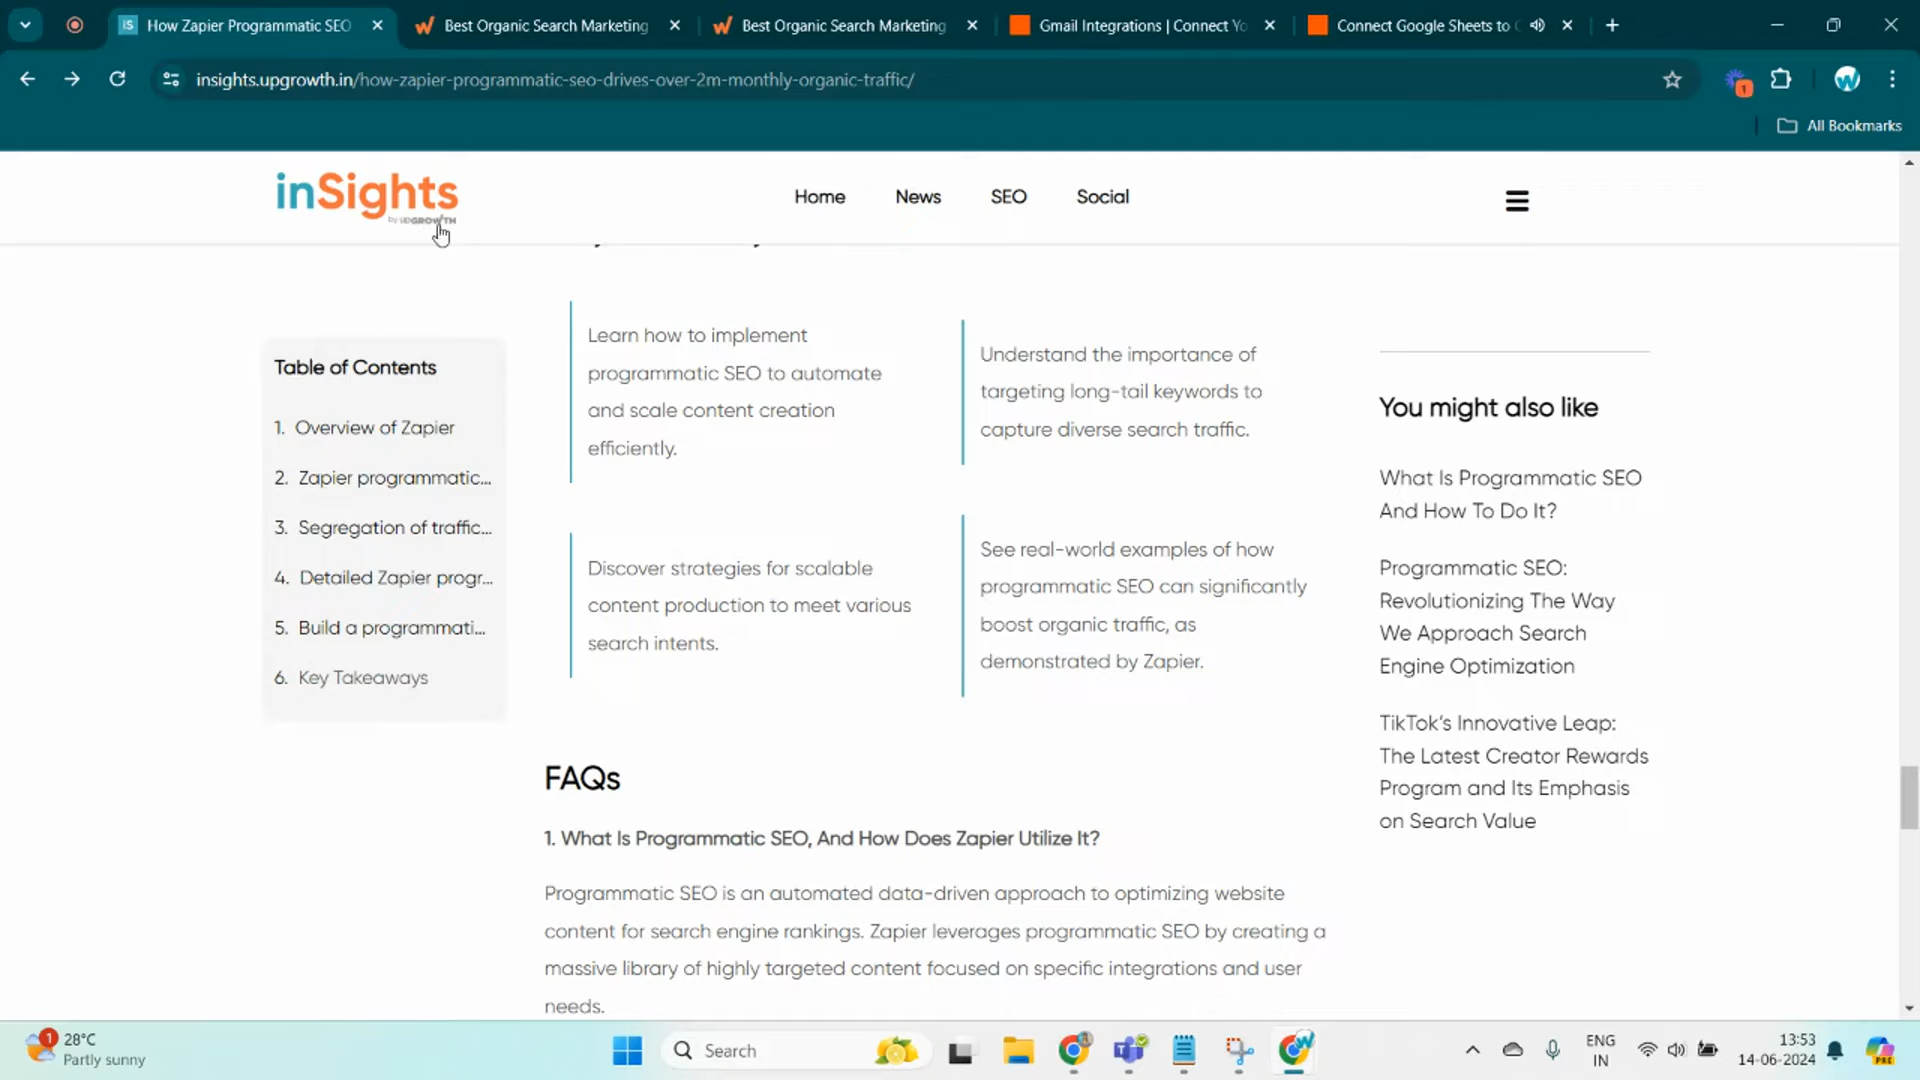 How Zapier Programmatic SEO
Best Organic Search Marketing
Best Organic Search Marketing
Gmail Integrations | Connect Yo
Connect Google Sheets to
insights.upgrowth.in/how-zapier-programmatic-seo-drives-over-2m-monthly-organic-traffic/
1
All Bookmarks
inSights
by upGROWTH
Home
News
SEO
Social
Table of Contents
1. Overview of Zapier
2. Zapier programmatic...
3. Segregation of traffic...
4. Detailed Zapier progr...
5. Build a programmati...
6. Key Takeaways
Learn how to implement
programmatic SEO to automate
and scale content creation
efficiently.
Understand the importance of
targeting long-tail keywords to
capture diverse search traffic.
Discover strategies for scalable
content production to meet various
search intents.
See real-world examples of how
programmatic SEO can significantly
boost organic traffic, as
demonstrated by Zapier.
FAQs
1. What Is Programmatic SEO, And How Does Zapier Utilize It?
Programmatic SEO is an automated data-driven approach to optimizing website
content for search engine rankings. Zapier leverages programmatic SEO by creating a
massive library of highly targeted content focused on specific integrations and user
needs.
You might also like
What Is Programmatic SEO
And How To Do It?
Programmatic SEO:
Revolutionizing The Way
We Approach Search
Engine Optimization
TikTok's Innovative Leap:
The Latest Creator Rewards
Program and Its Emphasis
on Search Value
1
28°C
Partly sunny
Search
ENG
IN
13:53
14-06-2024
PRE